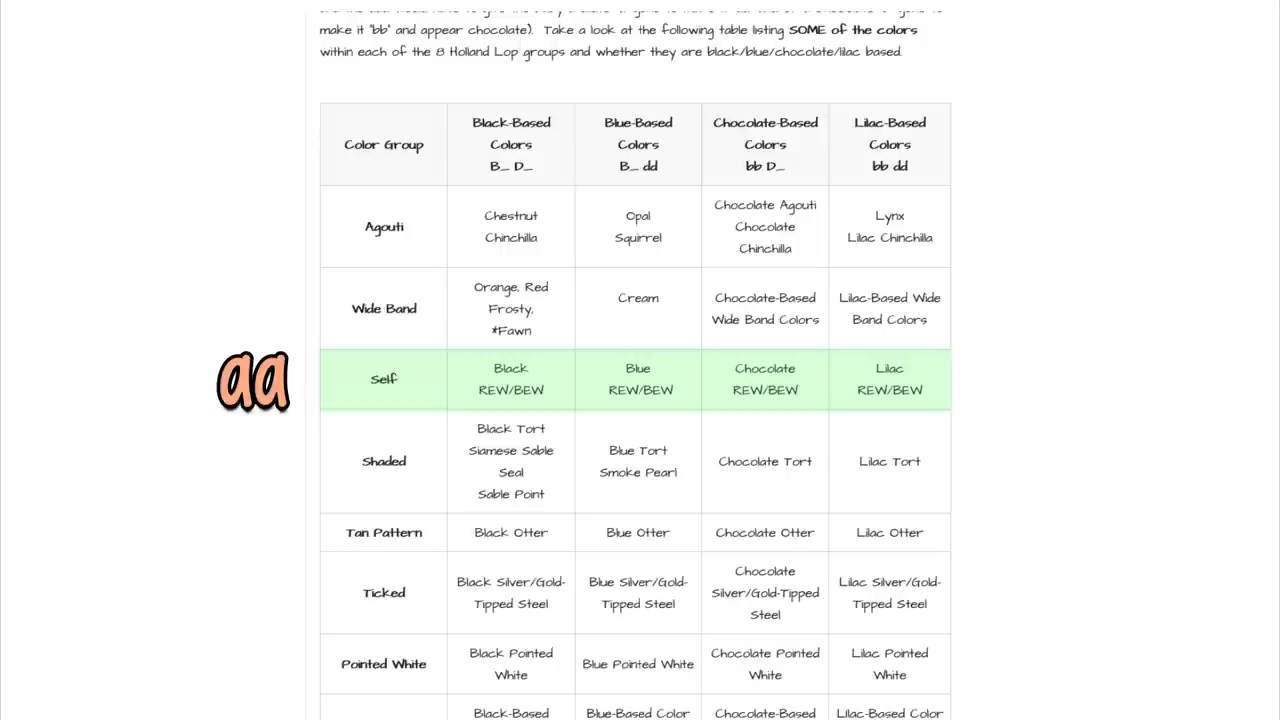 make it "bb" and appear chocolate). Take a look at the following table listing SOME of the colors
within each of the 8 Holland Lop groups and whether they are black/blue/chocolate/lilac based.
Color Group
Black-Based
Colors
B_ D_
Blue-Based
Colors
B_ dd
Chocolate-Based
Colors
bb D_
Lilac-Based
Colors
bb dd
Agouti
Chestnut
Chinchilla
Opal
Squirrel
Chocolate Agouti
Chocolate
Chinchilla
Lynx
Lilac Chinchilla
Wide Band
Orange, Red
Frosty,
*Fawn
Cream
Chocolate-Based
Wide Band Colors
Lilac-Based Wide
Band Colors
aa
Self
Black
REW/BEW
Blue
REW/BEW
Chocolate
REW/BEW
Lilac
REW/BEW
Shaded
Black Tort
Siamese Sable
Seal
Sable Point
Blue Tort
Smoke Pearl
Chocolate Tort
Lilac Tort
Tan Pattern
Black Otter
Blue Otter
Chocolate Otter
Lilac Otter
Ticked
Black Silver/Gold-
Tipped Steel
Blue Silver/Gold-
Tipped Steel
Chocolate
Silver/Gold-Tipped
Steel
Lilac Silver/Gold-
Tipped Steel
Pointed White
Black Pointed
White
Blue Pointed White
Chocolate Pointed
White
Lilac Pointed
White
Black-Based
Blue-Based Color
Chocolate-Based
Lilac-Based Color